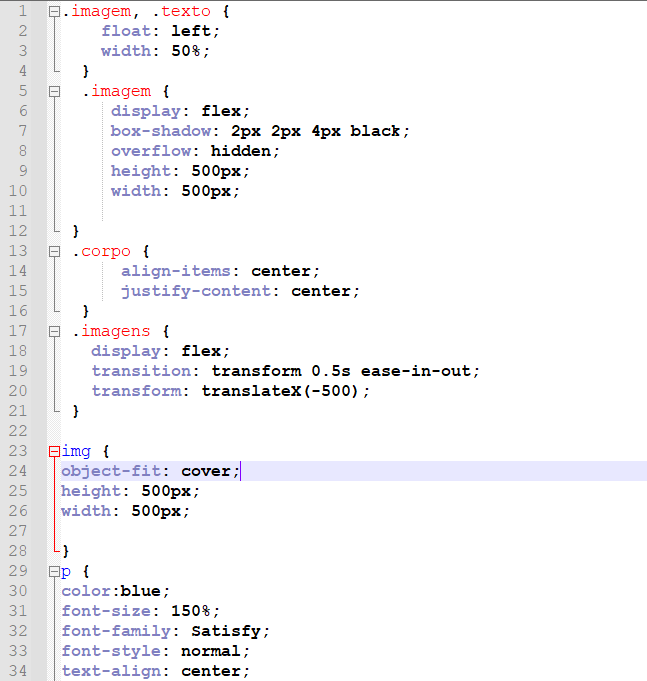 1 .imagem, .texto {
2 float: left;
3 width: 50%;
4 }
5 .imagem {
6 display: flex;
7 box-shadow: 2px 2px 4px black;
8 overflow: hidden;
9 height: 500px;
10 width: 500px;
11
12 }
13 .corpo {
14 align-items: center;
15 justify-content: center;
16 }
17 .imagens {
18 display: flex;
19 transition: transform 0.5s ease-in-out;
20 transform: translateX(-500);
21 }
22
23 img {
24 object-fit: cover;
25 height: 500px;
26 width: 500px;
27
28 }
29 p {
30 color:blue;
31 font-size: 150%;
32 font-family: Satisfy;
33 font-style: normal;
34 text-align: center;